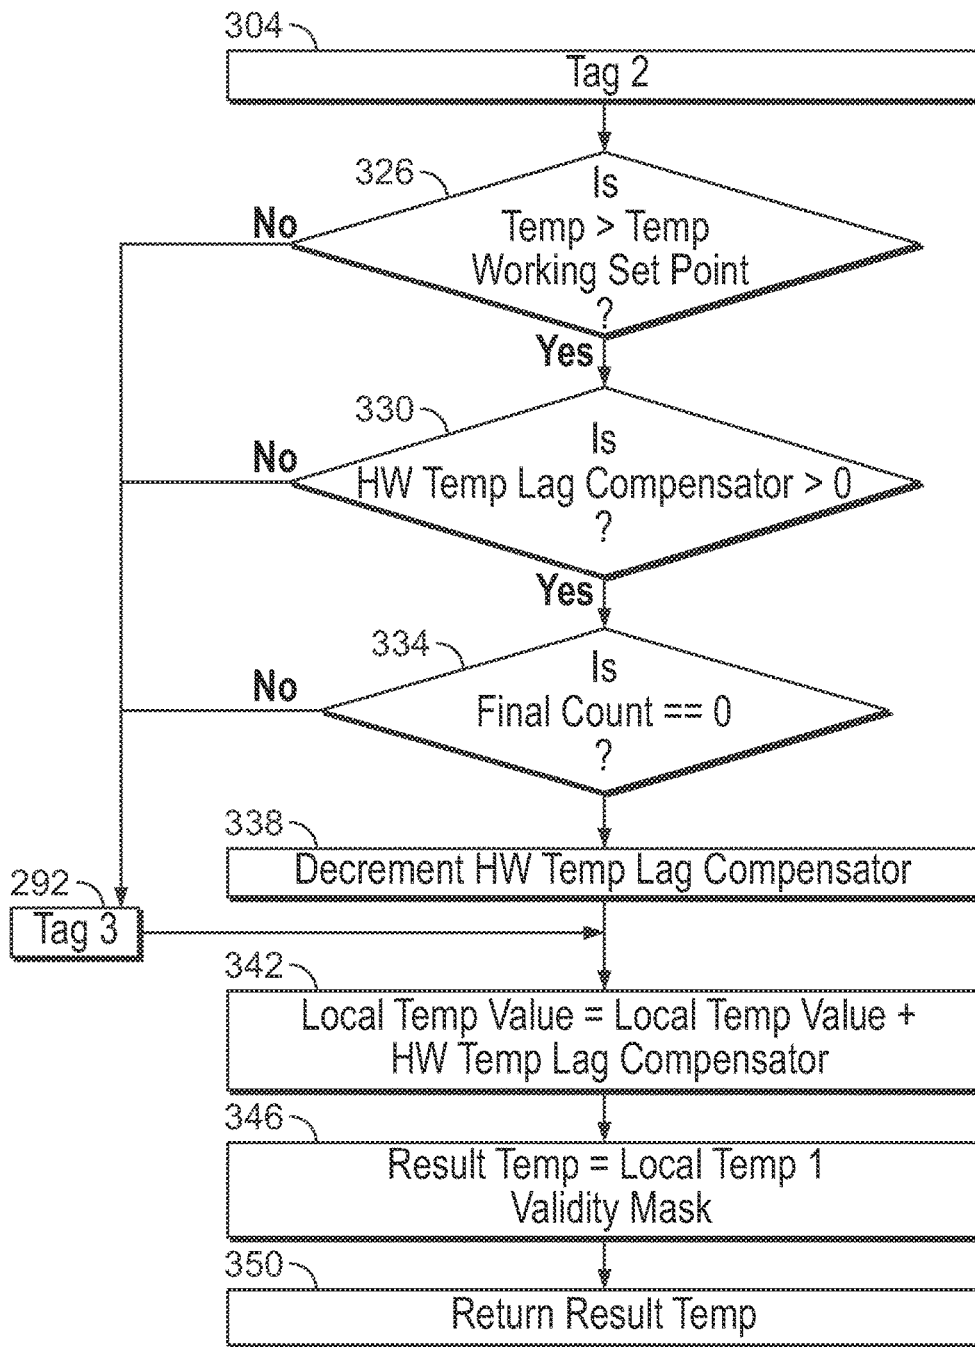 304
Tag 2
326
Is
Temp > Temp
Working Set Point
?
No
Yes
330
Is
HW Temp Lag Compensator > 0
?
No
Yes
334
Is
Final Count == 0
?
No
338
Decrement HW Temp Lag Compensator
292
Tag 3
342
Local Temp Value = Local Temp Value +
HW Temp Lag Compensator
346
Result Temp = Local Temp 1
Validity Mask
350
Return Result Temp